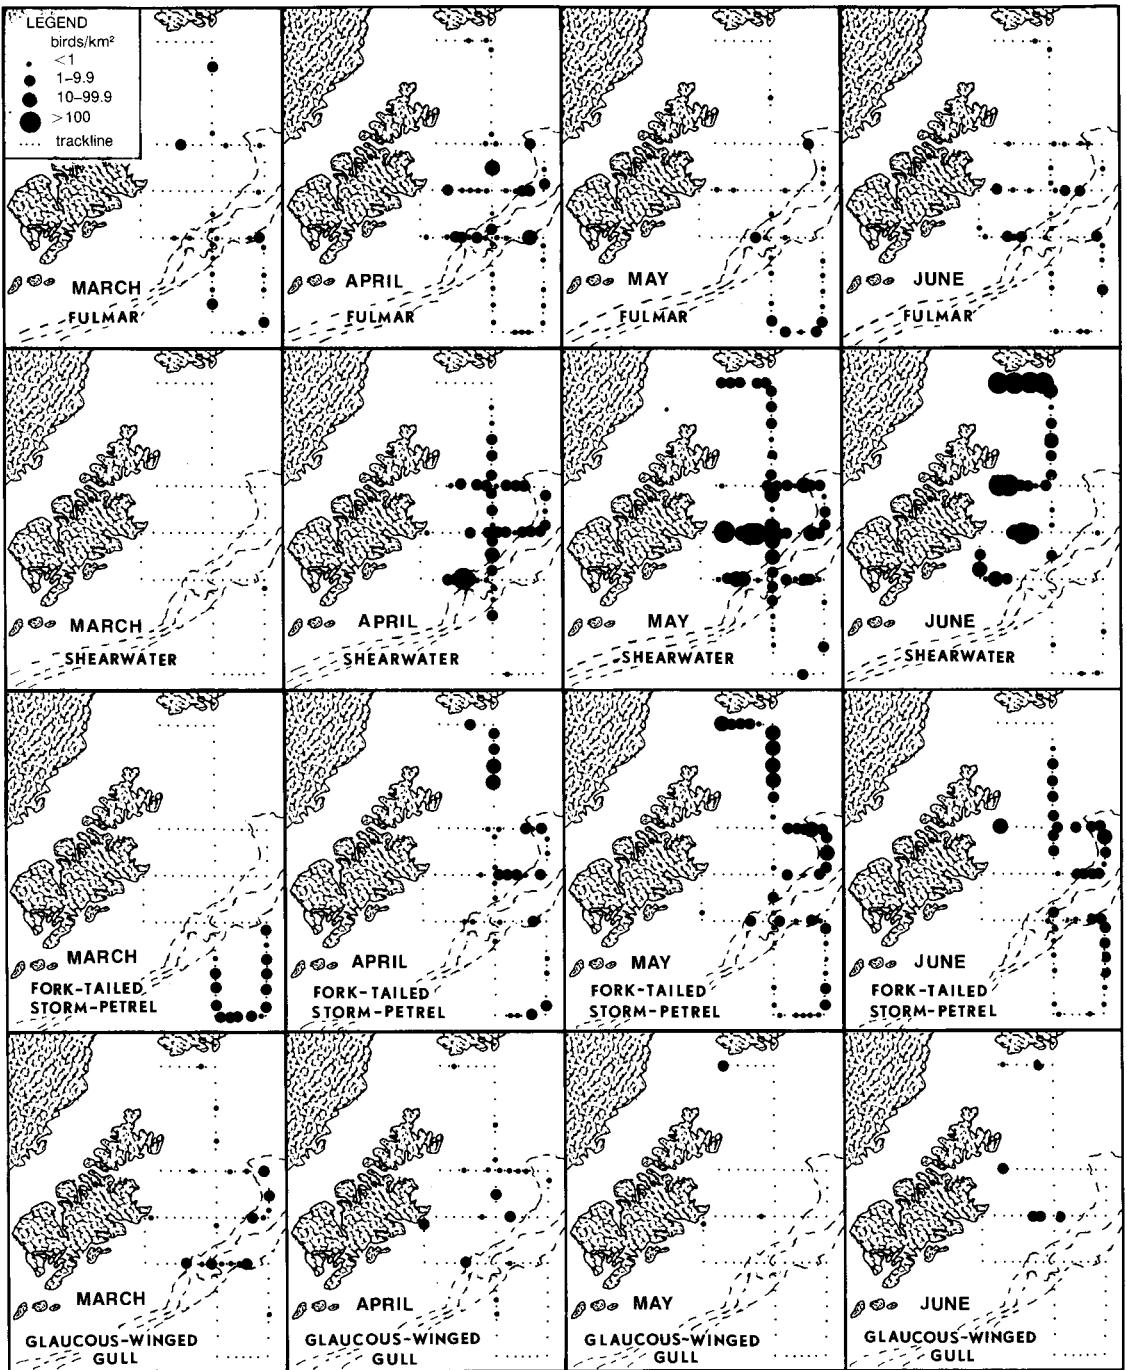 LEGEND
birds/km²
<1
1–9.9
10–99.9
>100
trackline
MARCH
FULMAR
APRIL
FULMAR
MAY
FULMAR
JUNE
FULMAR
MARCH
SHEARWATER
APRIL
SHEARWATER
MAY
SHEARWATER
JUNE
SHEARWATER
MARCH
FORK-TAILED
STORM-PETREL
APRIL
FORK-TAILED
STORM-PETREL
MAY
FORK-TAILED
STORM-PETREL
JUNE
FORK-TAILED
STORM-PETREL
MARCH
GLAUCOUS-WINGED
GULL
APRIL
GLAUCOUS-WINGED
GULL
MAY
GLAUCOUS-WINGED
GULL
JUNE
GLAUCOUS-WINGED
GULL